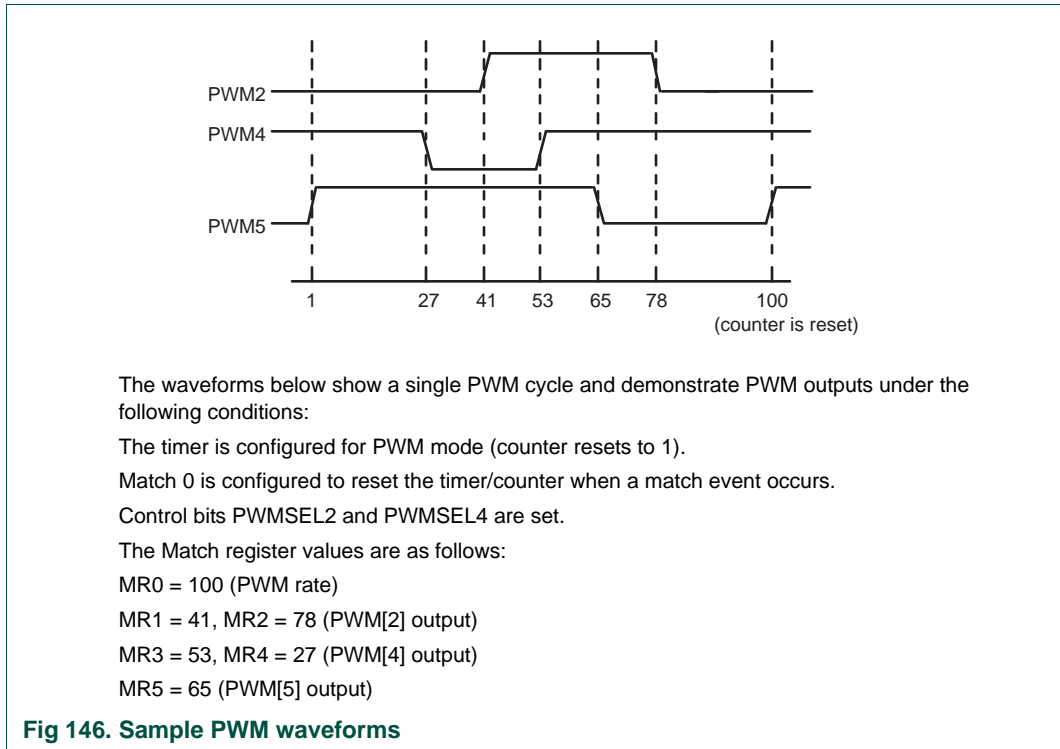 PWM2
PWM4
PWM5
1 27 41 53 65 78 100
(counter is reset)
The waveforms below show a single PWM cycle and demonstrate PWM outputs under the
following conditions:
The timer is configured for PWM mode (counter resets to 1).
Match 0 is configured to reset the timer/counter when a match event occurs.
Control bits PWMSEL2 and PWMSEL4 are set.
The Match register values are as follows:
MR0 = 100 (PWM rate)
MR1 = 41, MR2 = 78 (PWM[2] output)
MR3 = 53, MR4 = 27 (PWM[4] output)
MR5 = 65 (PWM[5] output)
Fig 146. Sample PWM waveforms